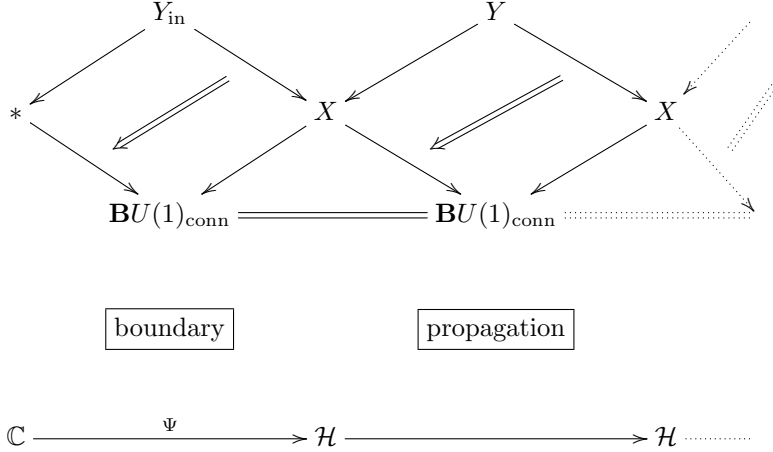 Y_in Y
* X X
BU(1)_conn BU(1)_conn
boundary propagation
Ψ
ℂ ℋ ℋ